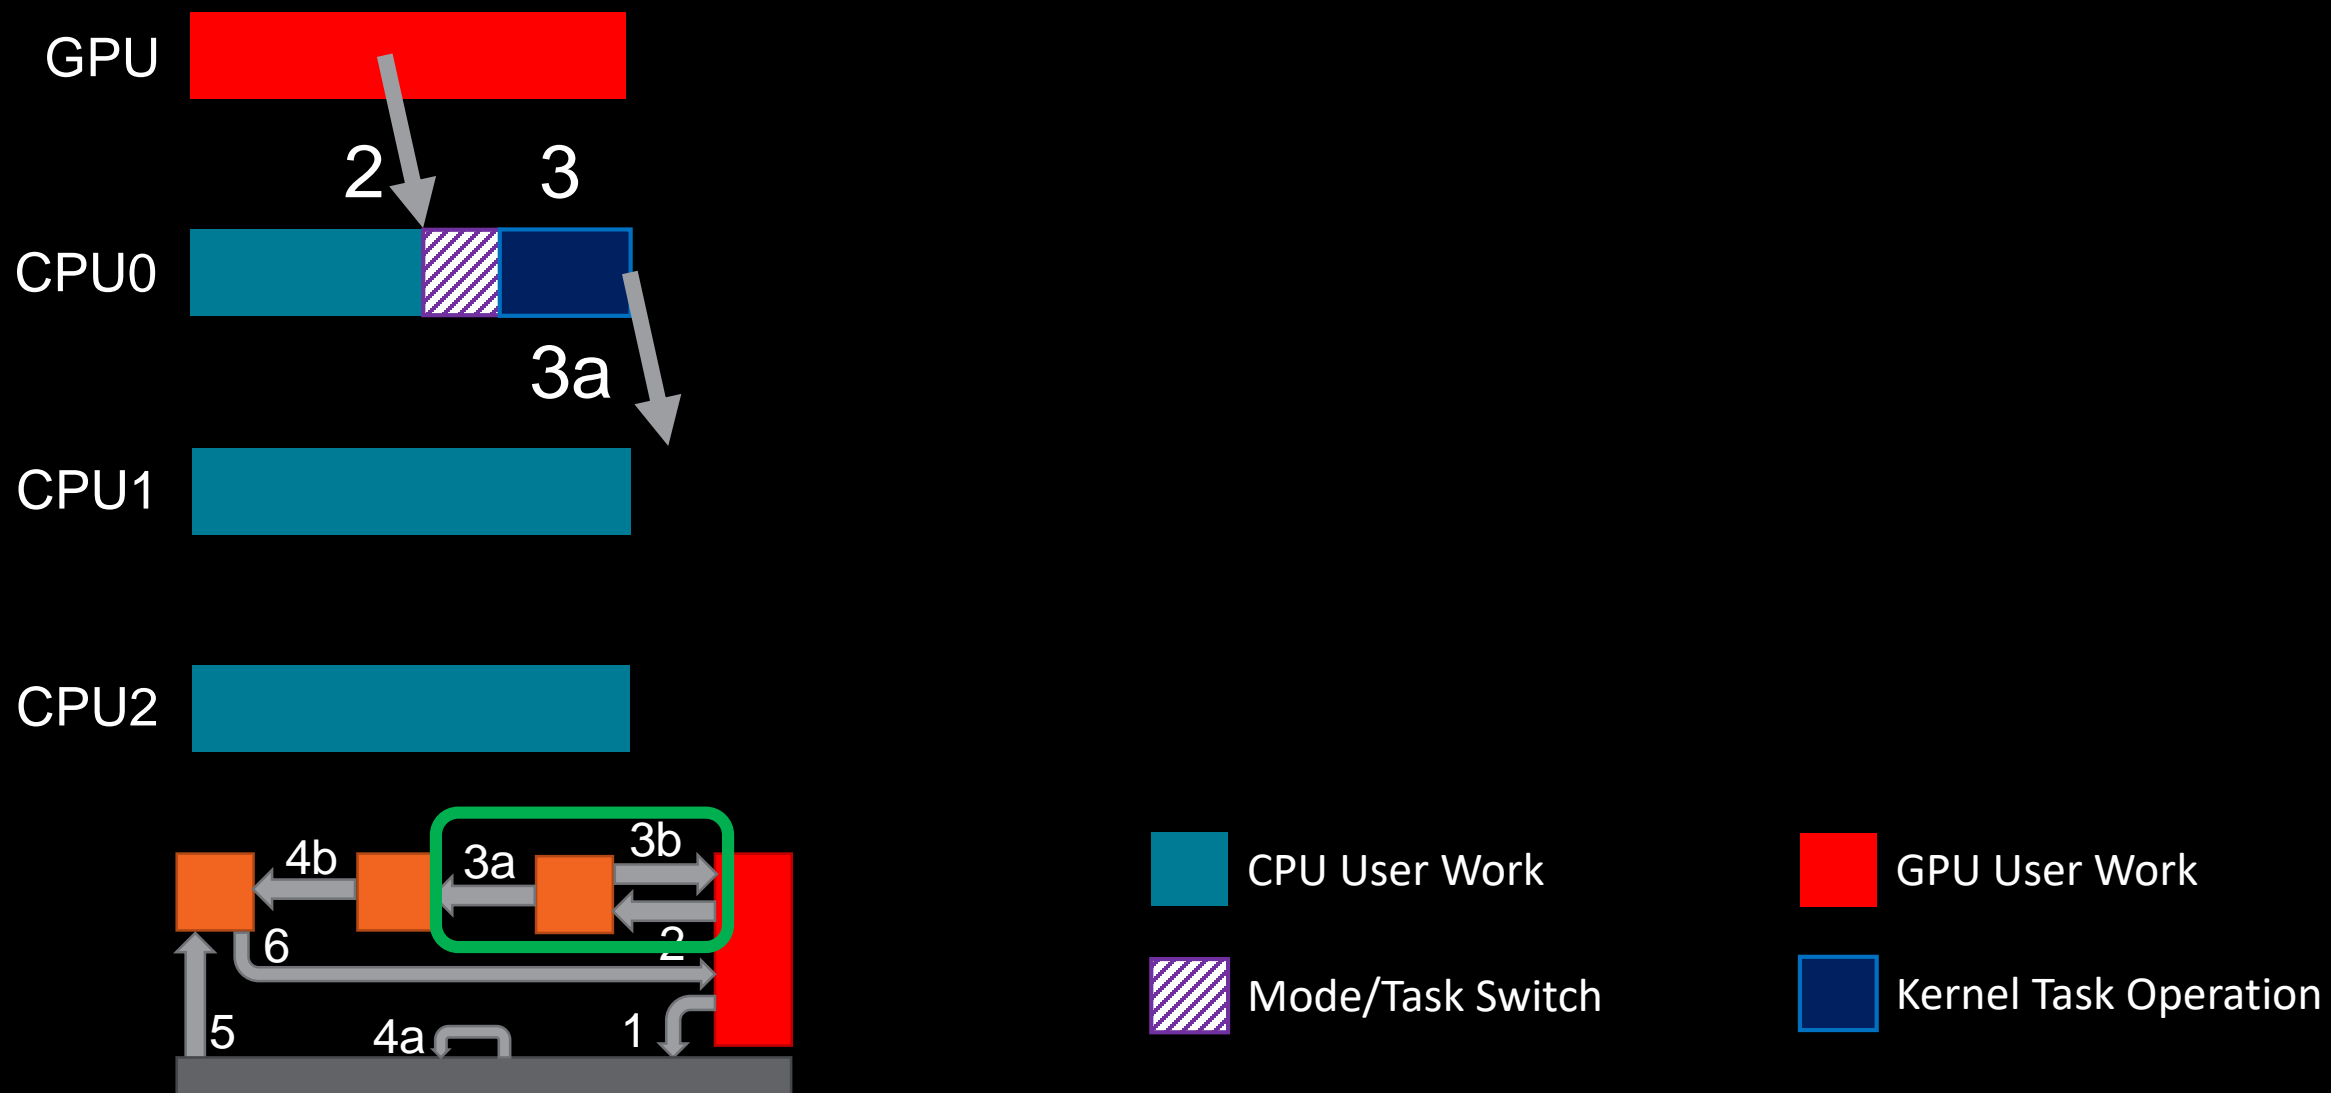 GPU
2
3
CPU0
3a
CPU1
CPU2
4b
3a
3b
6
2
5
4a
1
CPU User Work
GPU User Work
Mode/Task Switch
Kernel Task Operation